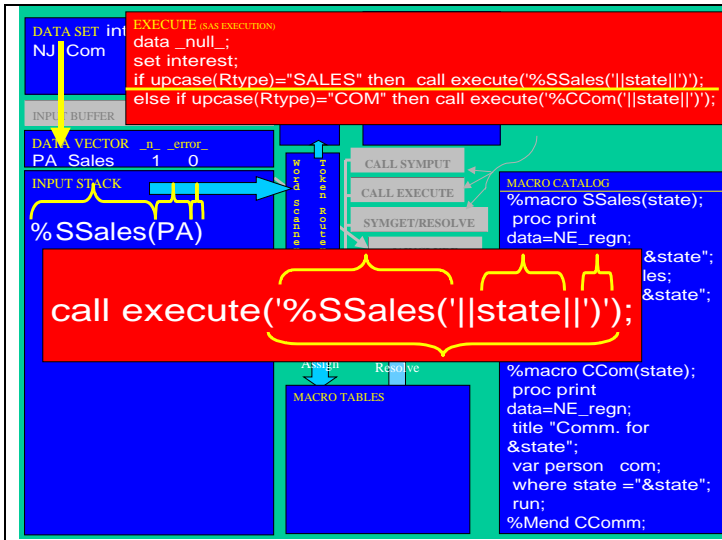 DATA SET int
NJ Com
EXECUTE (SAS EXECUTION)
data _null_;
set interest;
if upcase(Rtype)="SALES" then call execute('%SSales('||state||')');
else if upcase(Rtype)="COM" then call execute('%CCom('||state||')');
INPUT BUFFER
DATA VECTOR _n_ _error_
PA Sales 1 0
INPUT STACK
%SSales(PA)
Word Scanne
Token Route
CALL SYMPUT
CALL EXECUTE
SYMGET/RESOLVE
MACRO CATALOG
%macro SSales(state);
proc print
data=NE_regn;
&state";
les;
&state";
call execute('%SSales('||state||')');
Assign
Resolve
MACRO TABLES
%macro CCom(state);
proc print
data=NE_regn;
title "Comm. for
&state";
var person com;
where state ="&state";
run;
%Mend CComm;